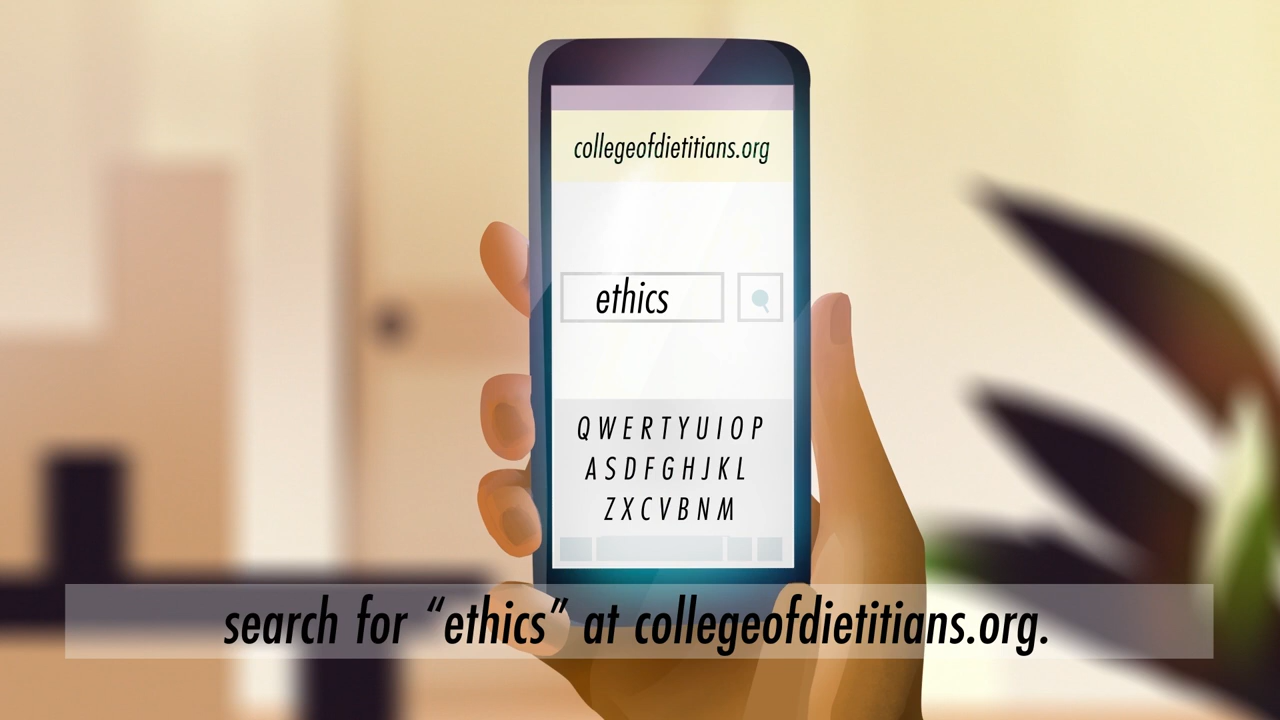 collegeofdietitians.org
ethics
QWERTYUIOP
ASDFGHJKL
ZXCVBNM
search for “ethics” at collegeofdietitians.org.